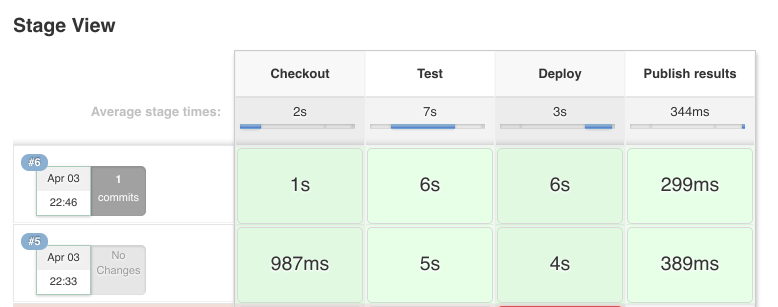 Stage View
Checkout Test Deploy Publish results
Average stage times: 2s 7s 3s 344ms
#6
Apr 03 1
22:46 commits
1s 6s 6s 299ms
#5
Apr 03 No
22:33 Changes
987ms 5s 4s 389ms